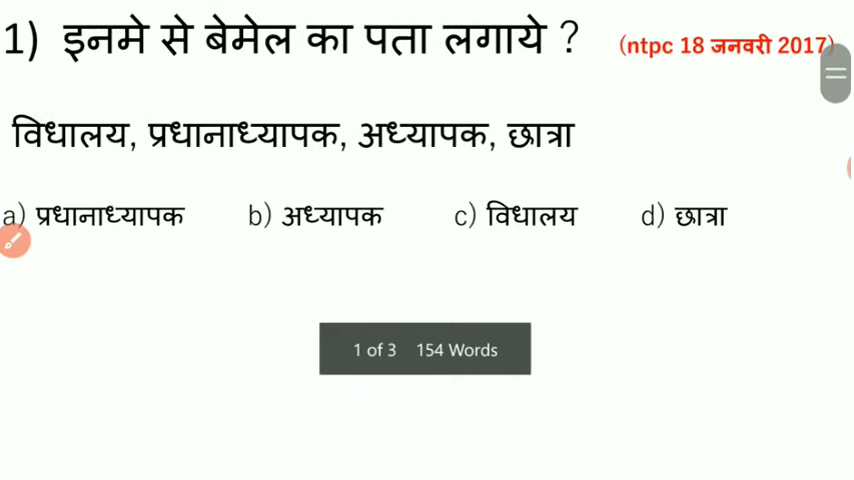 1) इनमे से बेमेल का पता लगाये ? (ntpc 18 जनवरी 2017)
विधालय, प्रधानाध्यापक, अध्यापक, छात्रा
a) प्रधानाध्यापक b) अध्यापक c) विधालय d) छात्रा
1 of 3 154 Words